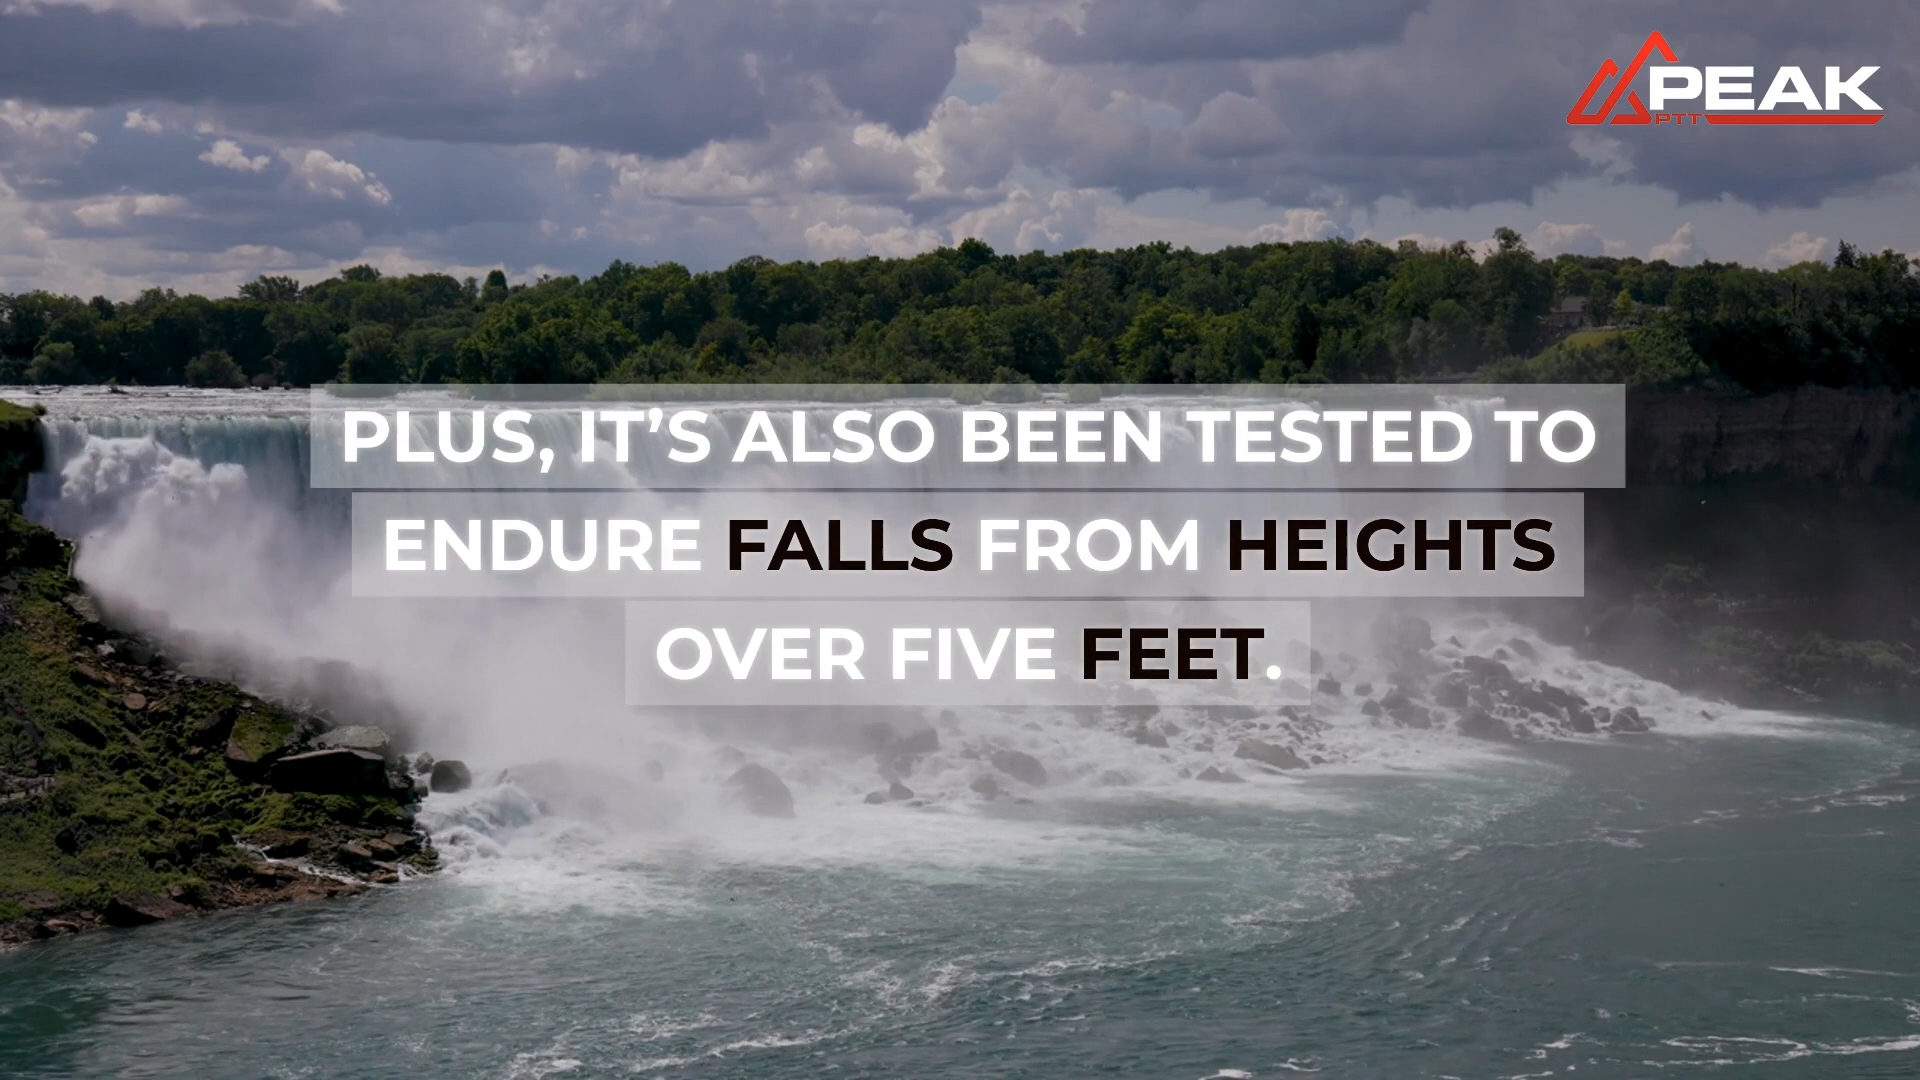 PEAK
PTT
PLUS, IT’S ALSO BEEN TESTED TO
ENDURE FALLS FROM HEIGHTS
OVER FIVE FEET.